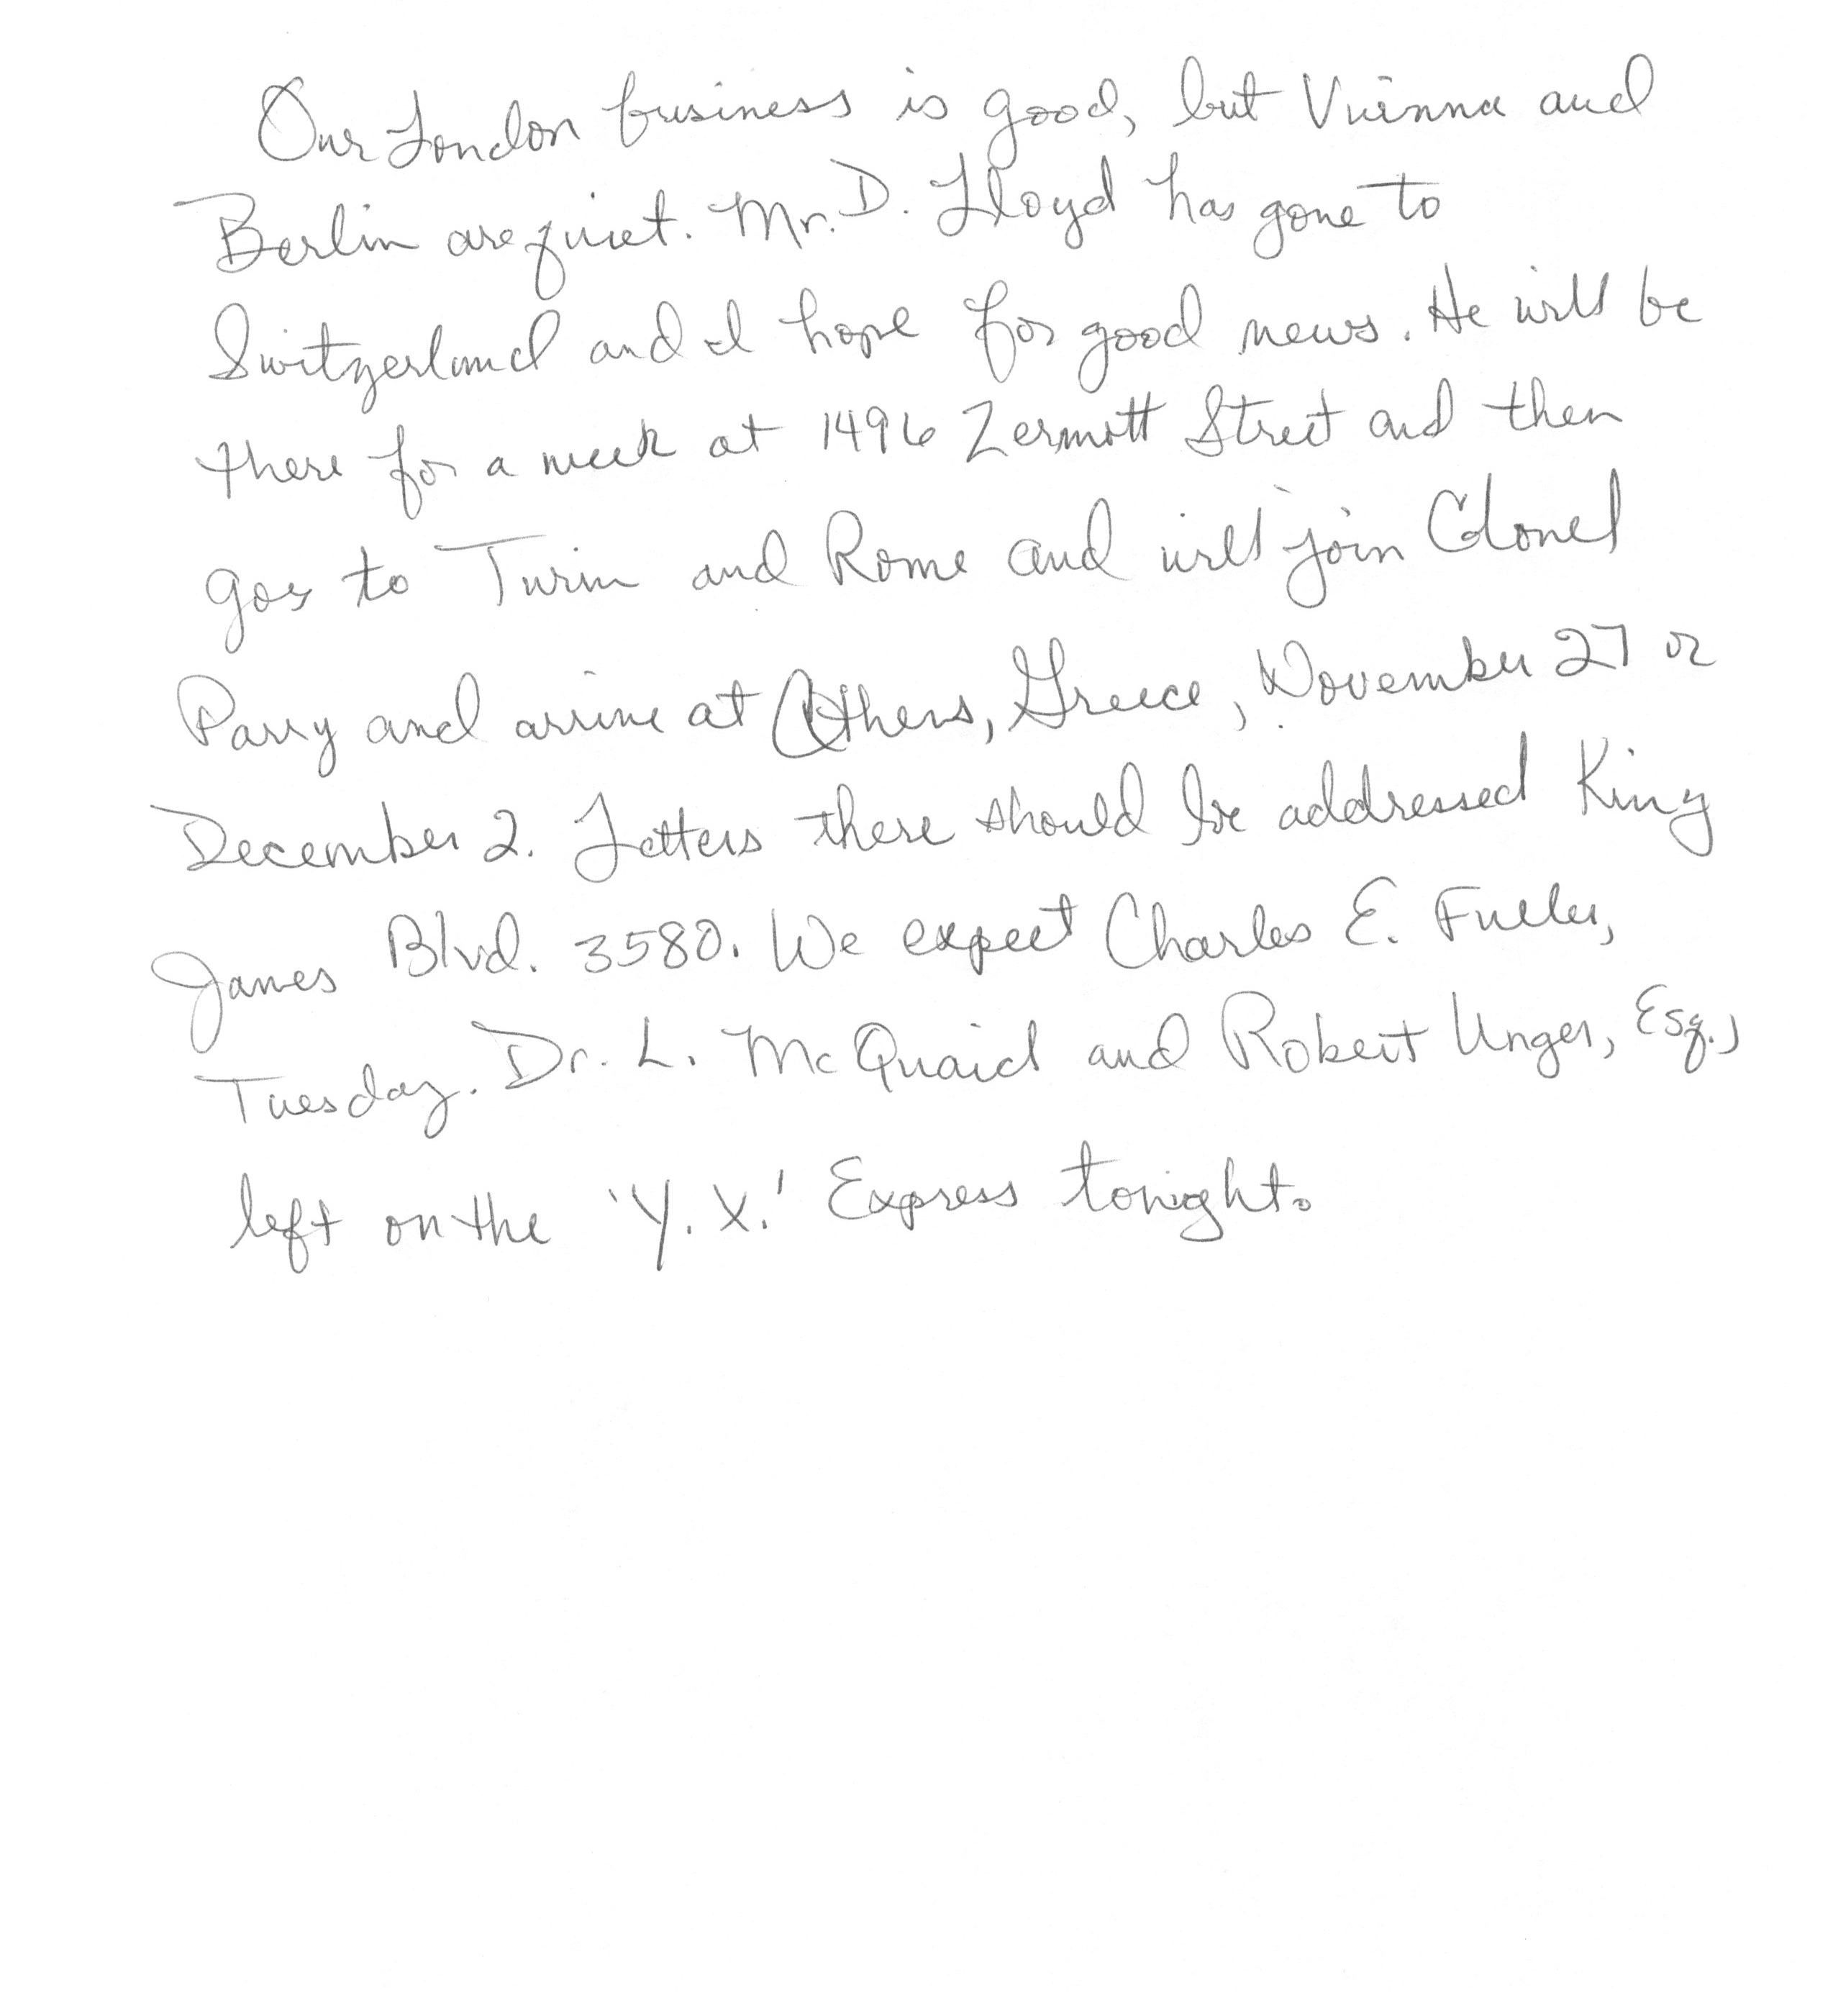 Our London business is good, but Vienna and
Berlin are quiet. Mr. D. Lloyd has gone to
Switzerland and I hope for good news. He will be
there for a week at 1496 Zermott Street and then
goes to Turin and Rome and will join Colonel
Parry and arrive at Athens, Greece, November 27 or
December 2. Letters there should be addressed King
James Blvd. 3580. We expect Charles E. Fuller,
Tuesday. Dr. L. McQuaid and Robert Unger, Esq.,
left on the 'Y.X.' Express tonight.